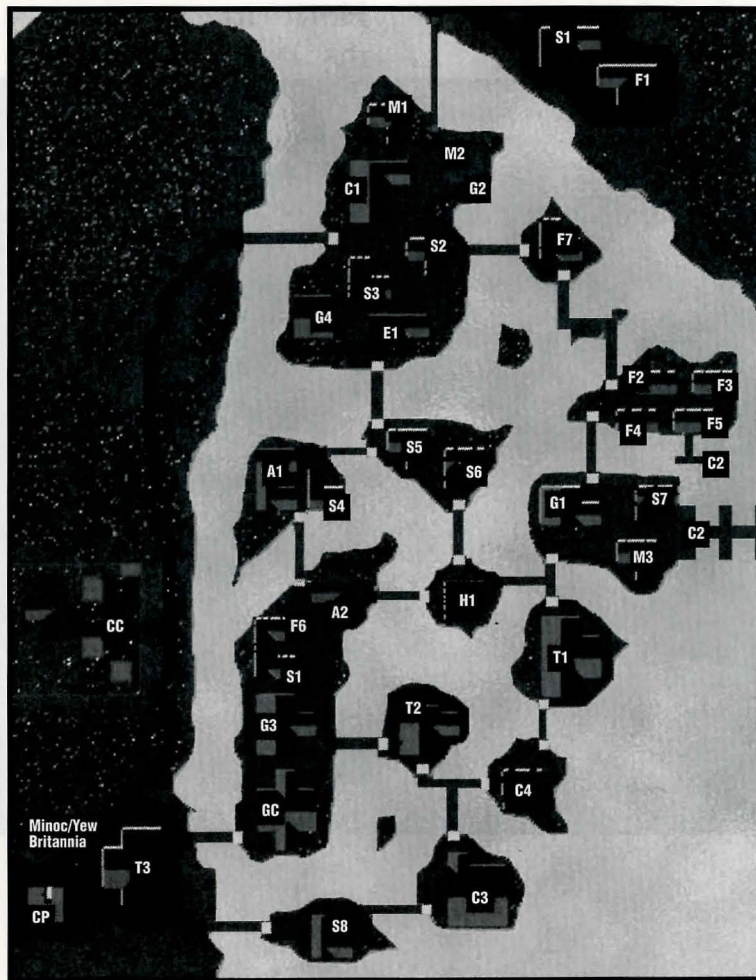 S1
F1
M1
M2
C1
G2
S2
F7
S3
G4
E1
F2
F3
F4
F5
S5
C2
A1
S6
S4
G1
S7
C2
M3
H1
A2
CC
F6
T1
S1
G3
T2
GC
C4
Minoc/Yew
Britannia
T3
CP
C3
S8